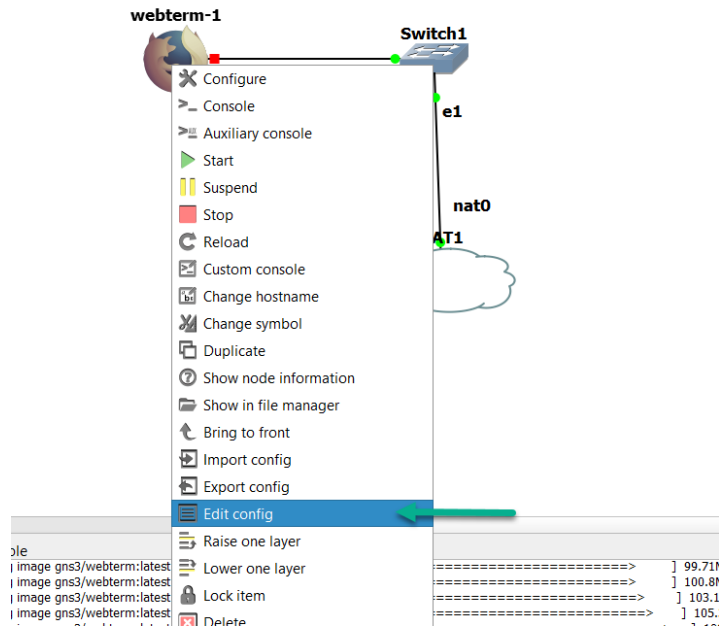 webterm-1
Switch1
e1
nat0
AT1
Configure
Console
Auxiliary console
Start
Suspend
Stop
Reload
Custom console
Change hostname
Change symbol
Duplicate
Show node information
Show in file manager
Bring to front
Import config
Export config
Edit config
Raise one layer
Lower one layer
Lock item
Delete
ole
image gns3/webterm:latest ==========================> ] 99.71M
image gns3/webterm:latest ==========================> ] 100.8M
image gns3/webterm:latest ===========================> ] 103.1
image gns3/webterm:latest ============================> ] 105.